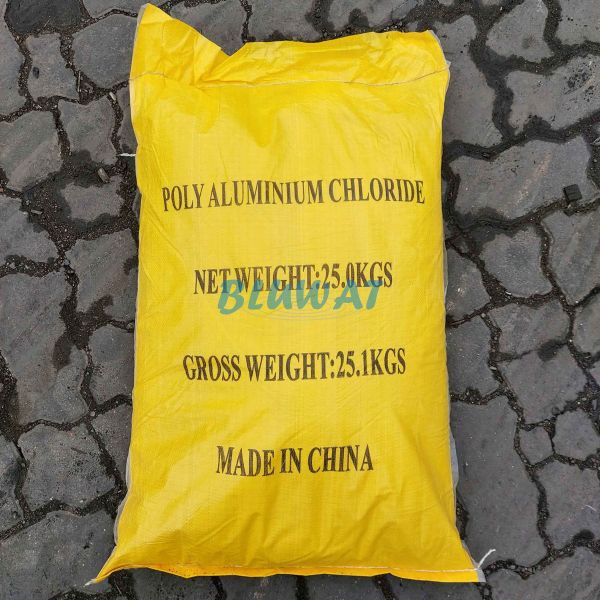 POLY ALUMINIUM CHLORIDE
NET WEIGHT:25.0KGS
BLUWAT
GROSS WEIGHT:25.1KGS
MADE IN CHINA